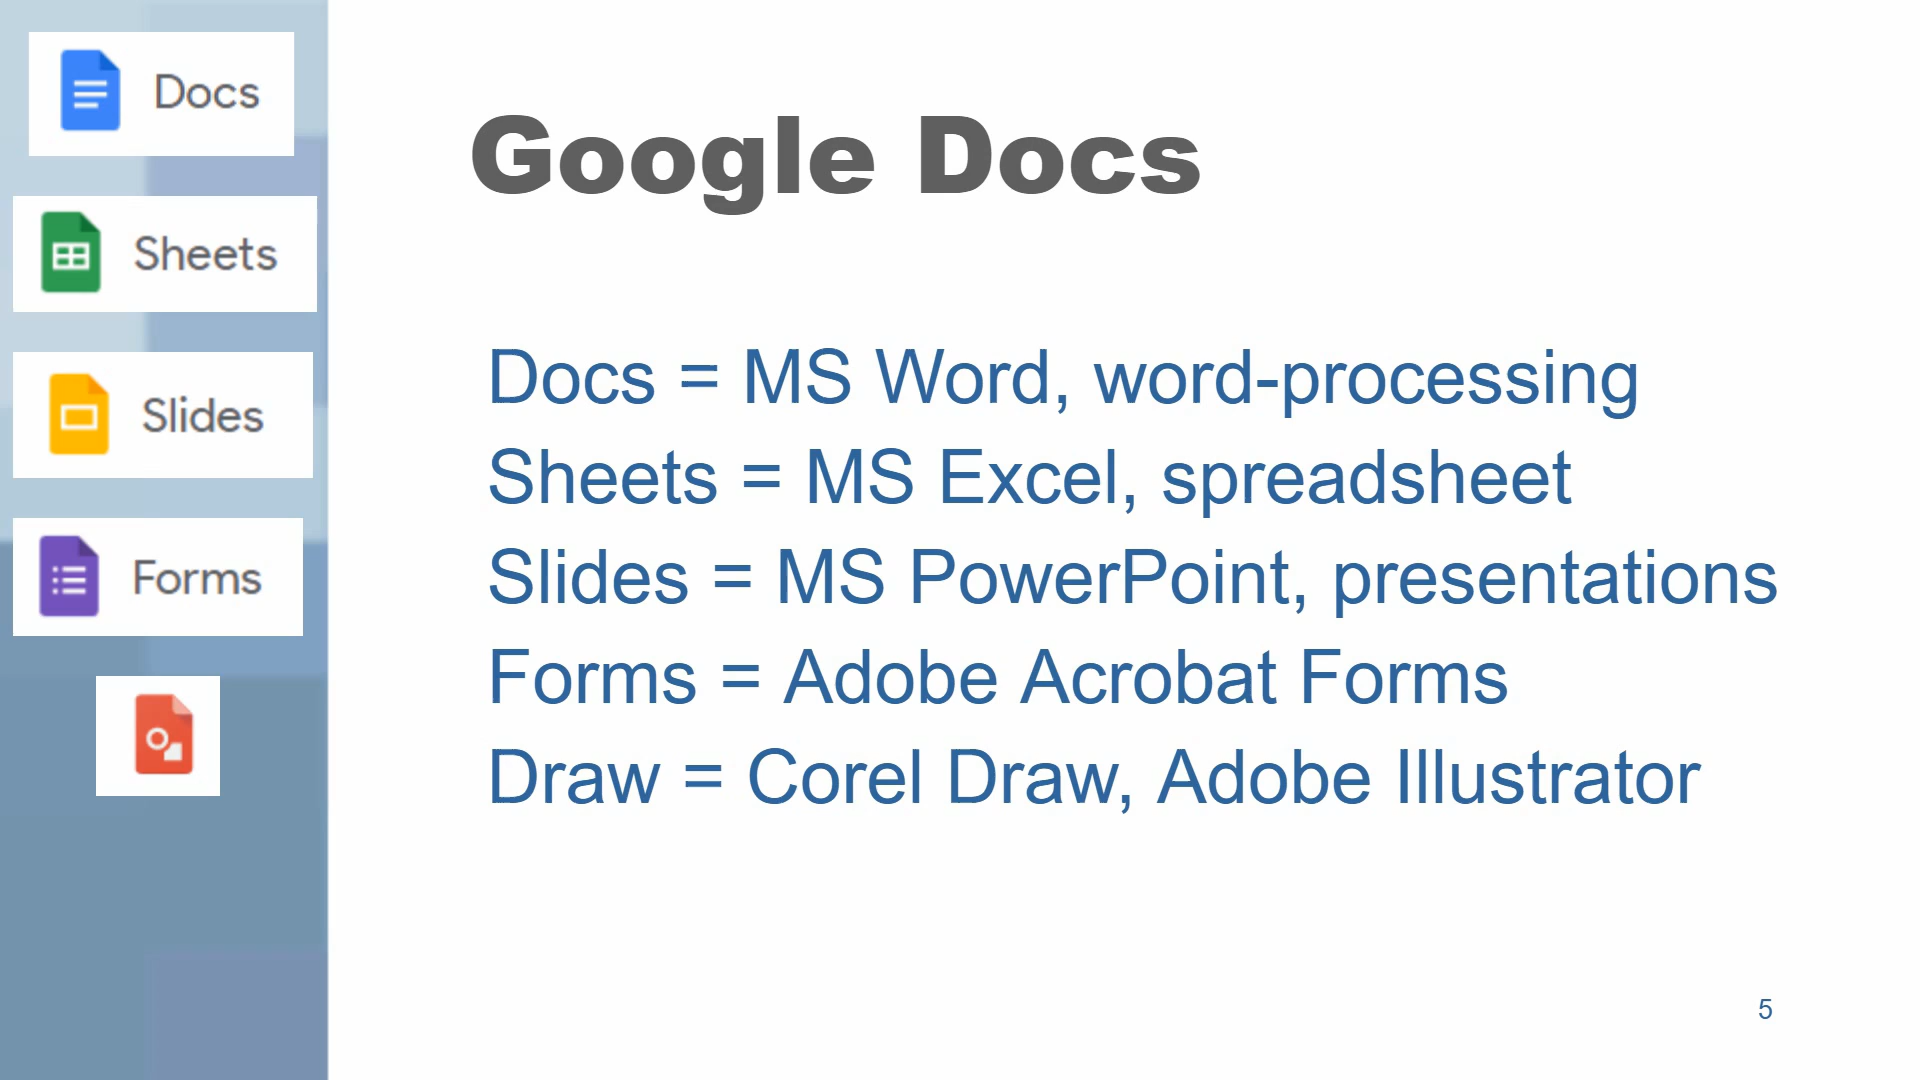 Docs
Sheets
Slides
Forms
Google Docs
Docs = MS Word, word-processing
Sheets = MS Excel, spreadsheet
Slides = MS PowerPoint, presentations
Forms = Adobe Acrobat Forms
Draw = Corel Draw, Adobe Illustrator
5